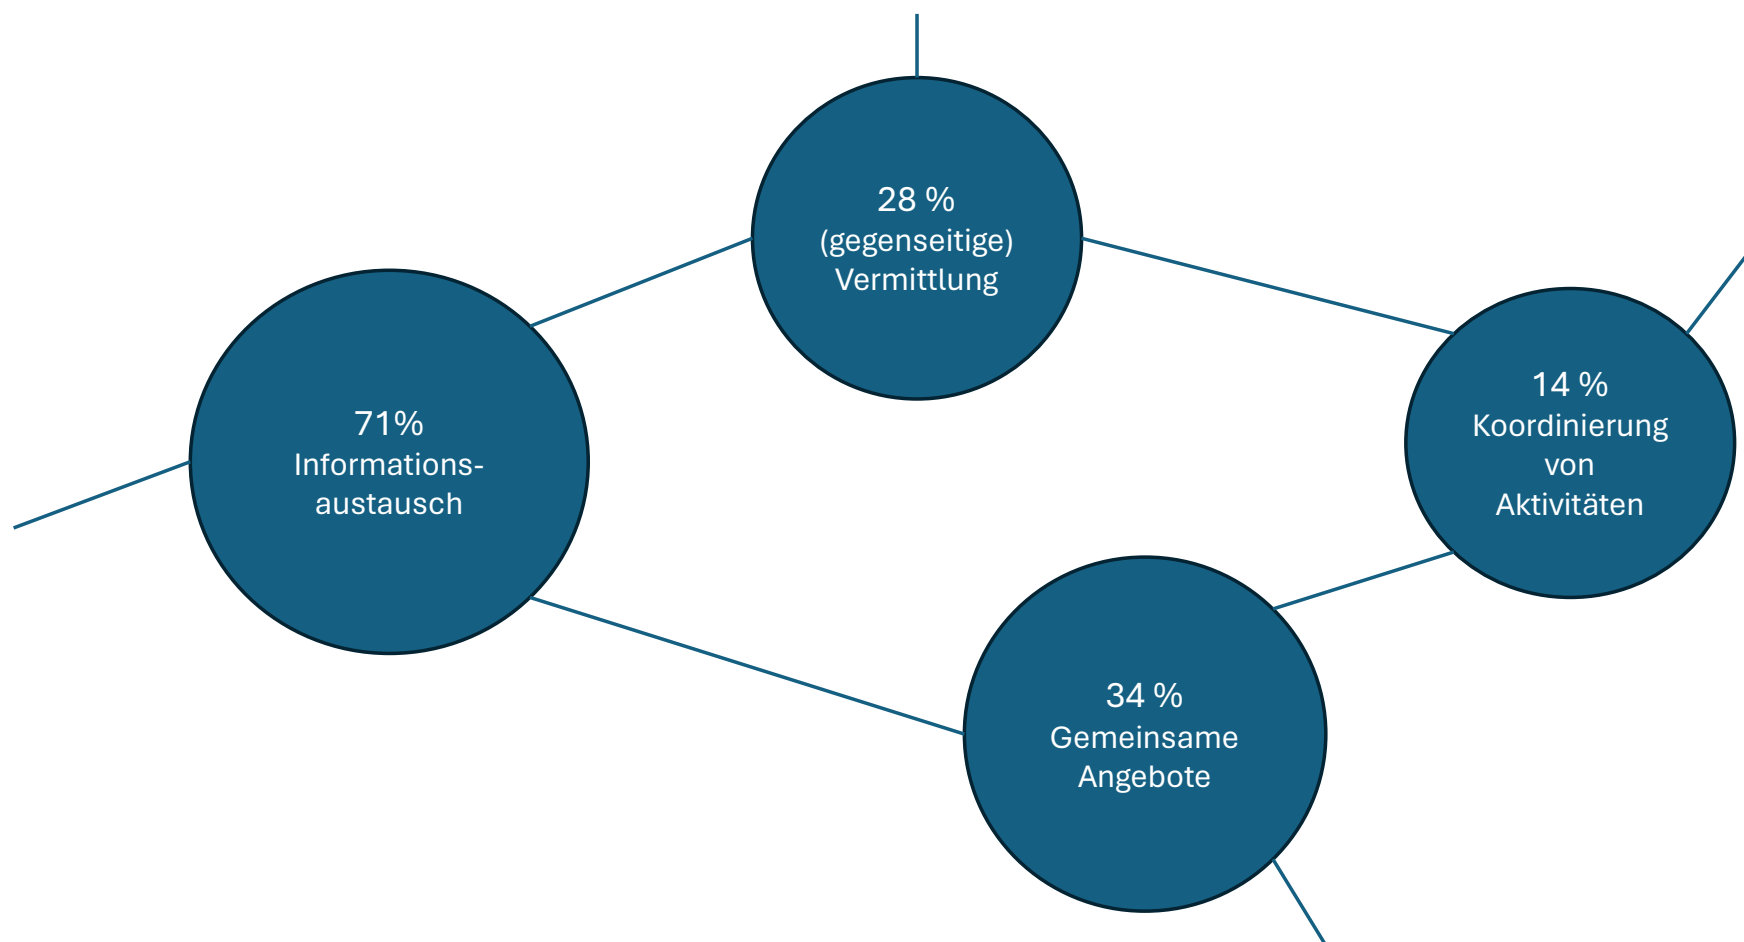 28 %
(gegenseitige)
Vermittlung
71%
Informations-
austausch
14 %
Koordinierung
von
Aktivitäten
34 %
Gemeinsame
Angebote